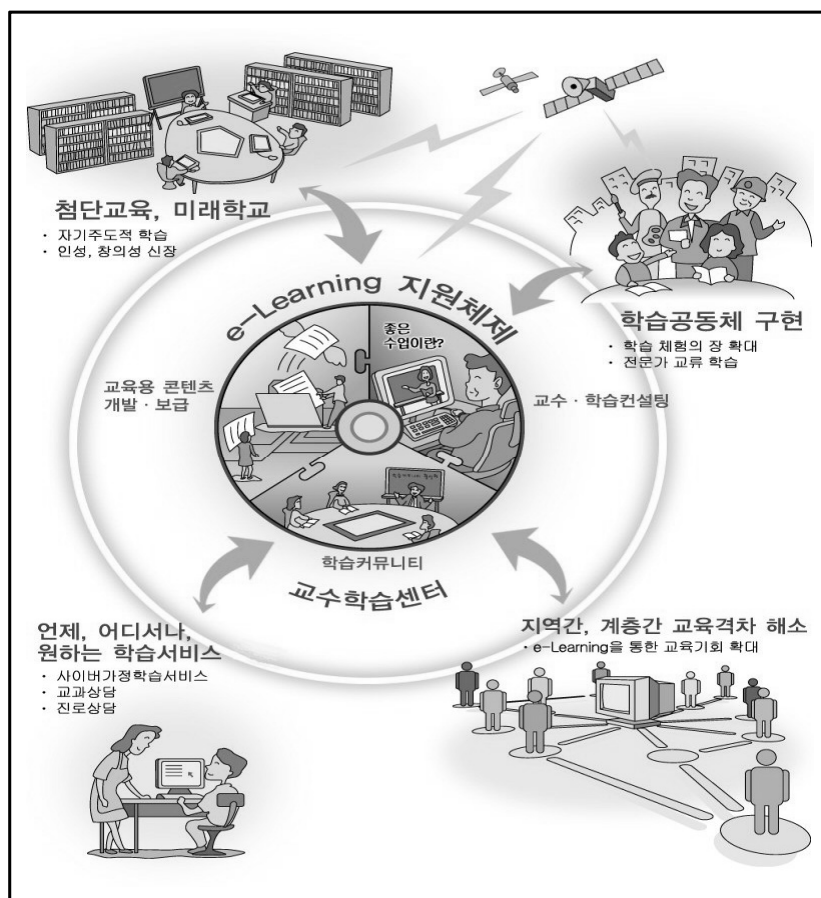 첨단교육, 미래학교
· 자기주도적 학습
· 인성, 창의성 신장
e-Learning 지원체제
학습공동체 구현
· 학습 체험의 장 확대
· 전문가 교류 학습
좋은
수업이란?
교육용 콘텐츠
개발 · 보급
교수 · 학습컨설팅
학습커뮤니티
교수학습센터
언제, 어디서나,
원하는 학습서비스
· 사이버가정학습서비스
· 교과상담
· 진로상담
지역간, 계층간 교육격차 해소
· e-Learning을 통한 교육기회 확대